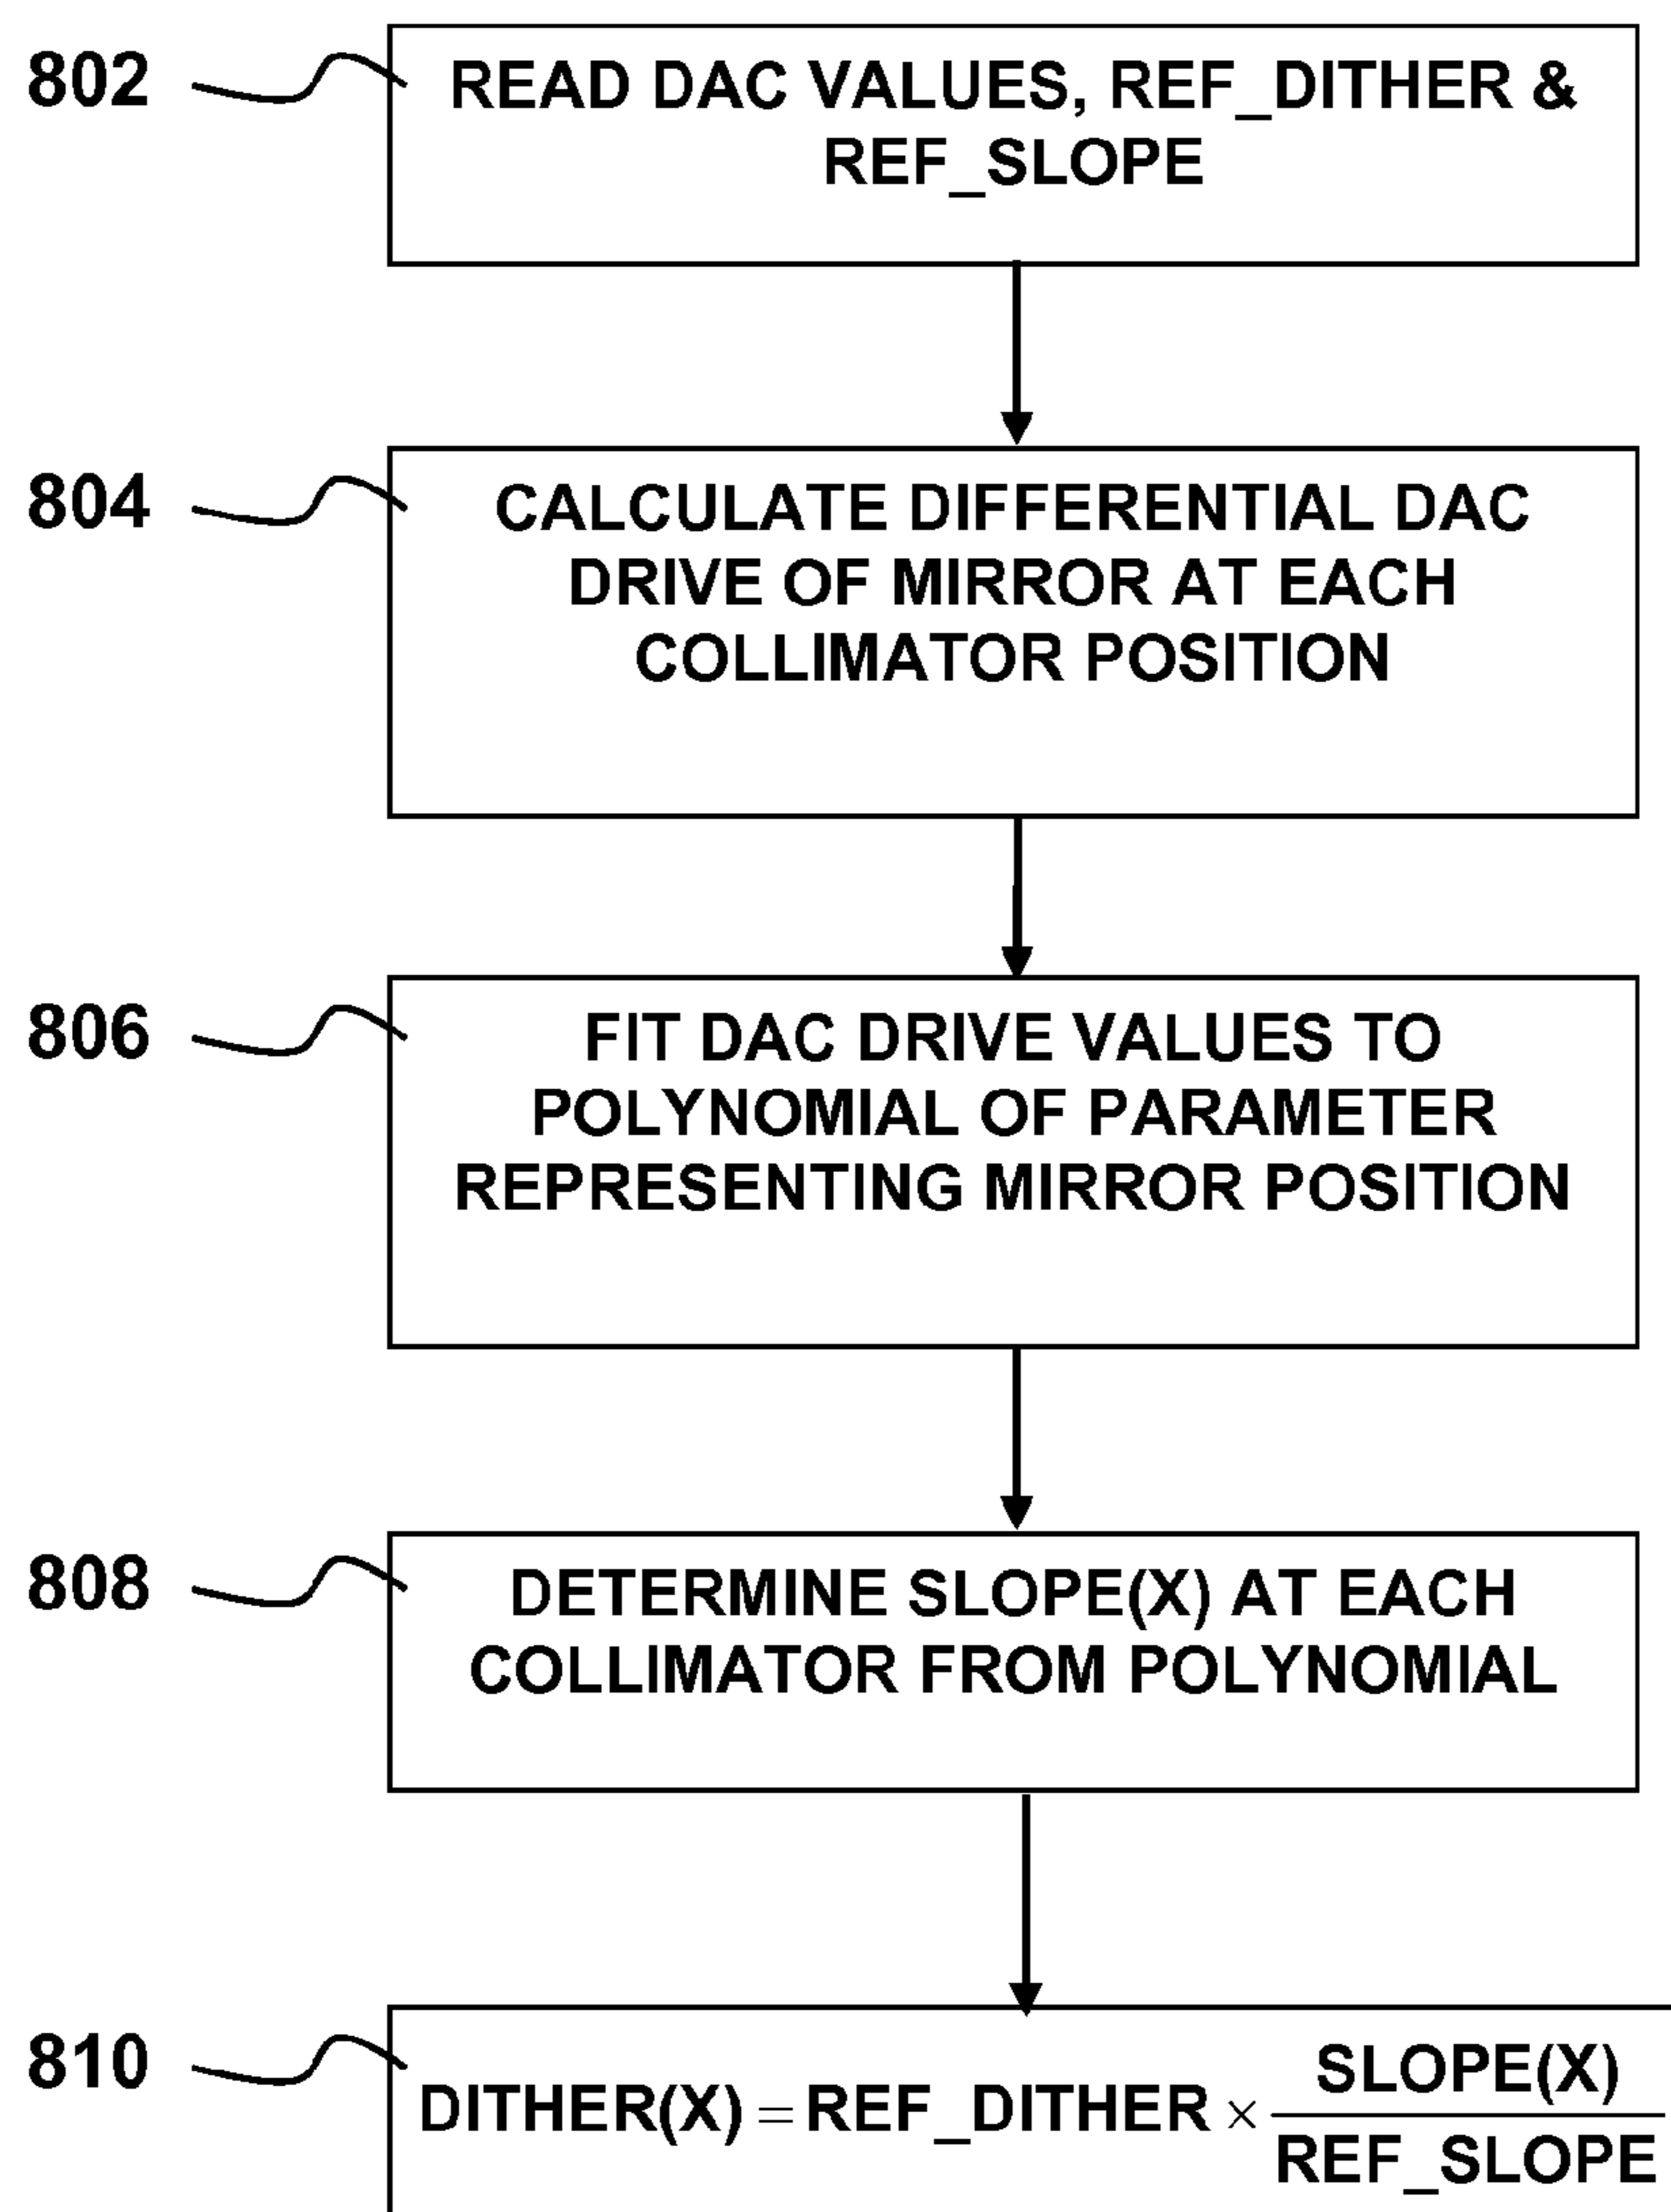 802
READ DAC VALUES, REF_DITHER &
REF_SLOPE
804
CALCULATE DIFFERENTIAL DAC
DRIVE OF MIRROR AT EACH
COLLIMATOR POSITION
806
FIT DAC DRIVE VALUES TO
POLYNOMIAL OF PARAMETER
REPRESENTING MIRROR POSITION
808
DETERMINE SLOPE(X) AT EACH
COLLIMATOR FROM POLYNOMIAL
810
DITHER(X) = REF_DITHER × SLOPE(X)
REF_SLOPE